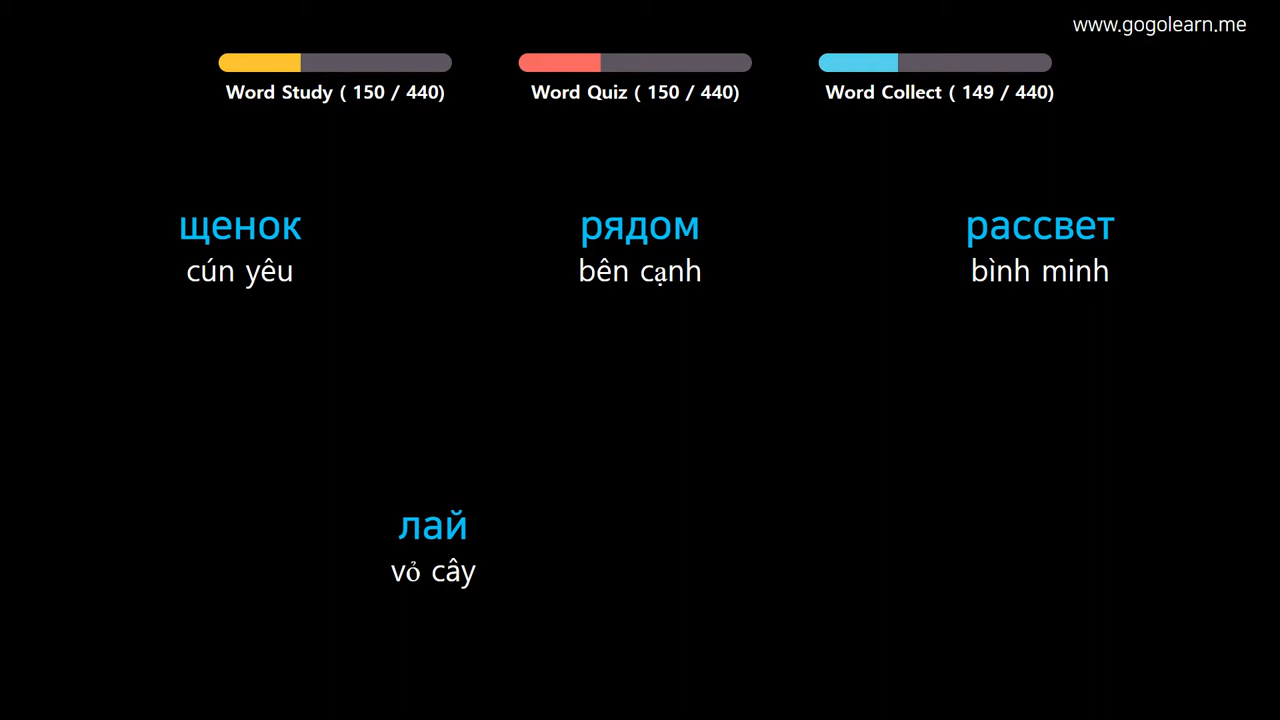 www.gogolearn.me
Word Study ( 150 / 440)
Word Quiz ( 150 / 440)
Word Collect ( 149 / 440)
щенок
cún yêu
рядом
bên cạnh
рассвет
bình minh
лай
vỏ cây